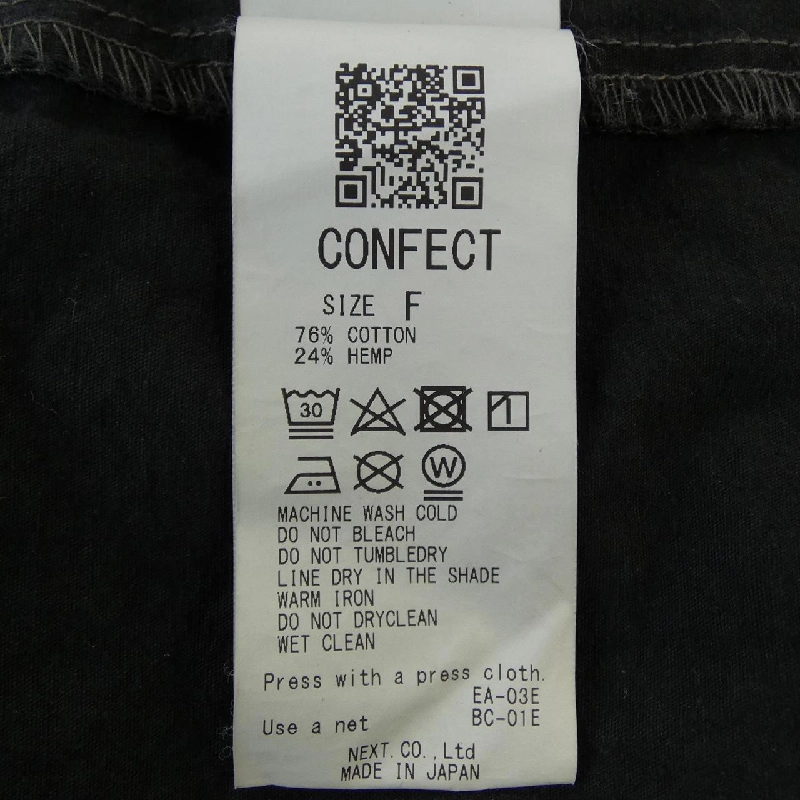 CONFECT
SIZE F
76% COTTON
24% HEMP
30
W
MACHINE WASH COLD
DO NOT BLEACH
DO NOT TUMBLEDRY
LINE DRY IN THE SHADE
WARM IRON
DO NOT DRYCLEAN
WET CLEAN
Press with a press cloth.
EA-03E
Use a net BC-01E
NEXT. CO.,Ltd
MADE IN JAPAN